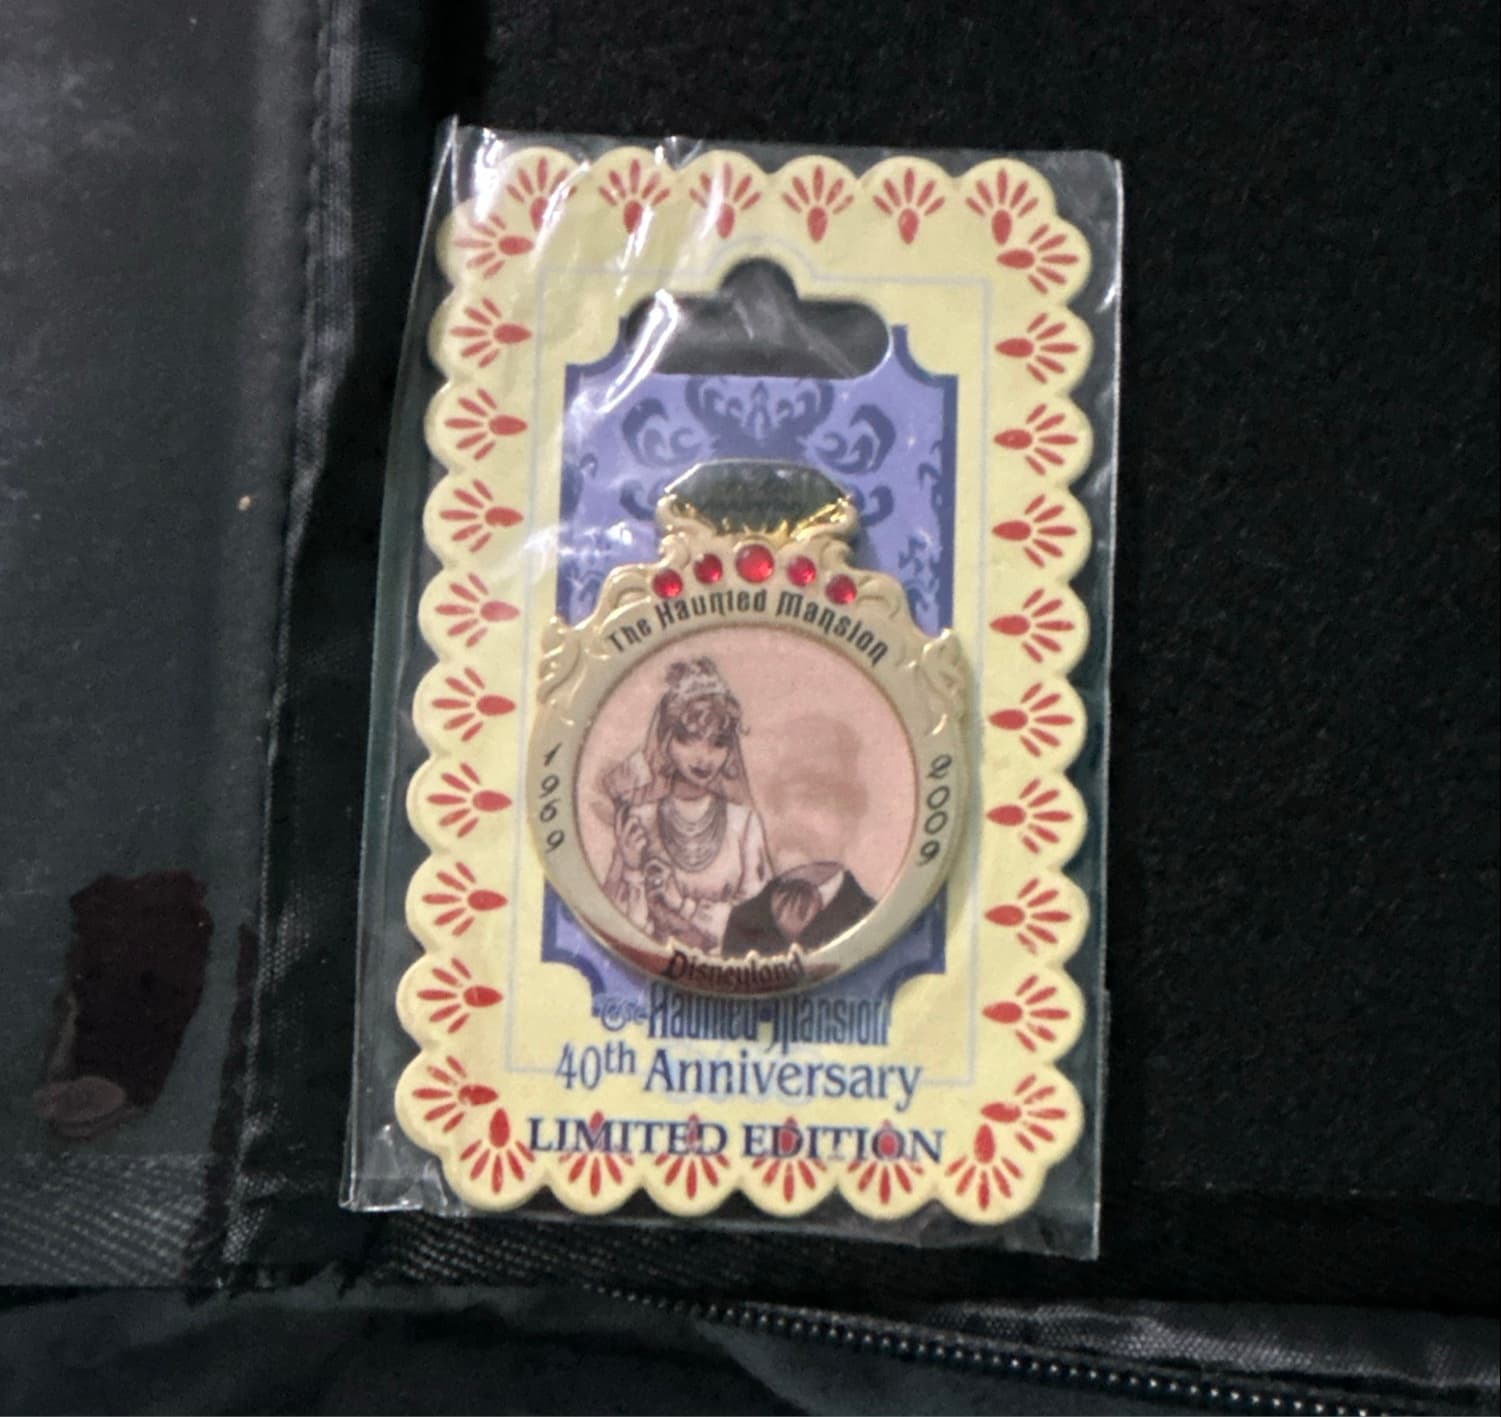 The Haunted Mansion
1969
2009
Disneyland
The Haunted Mansion
40th Anniversary
LIMITED EDITION